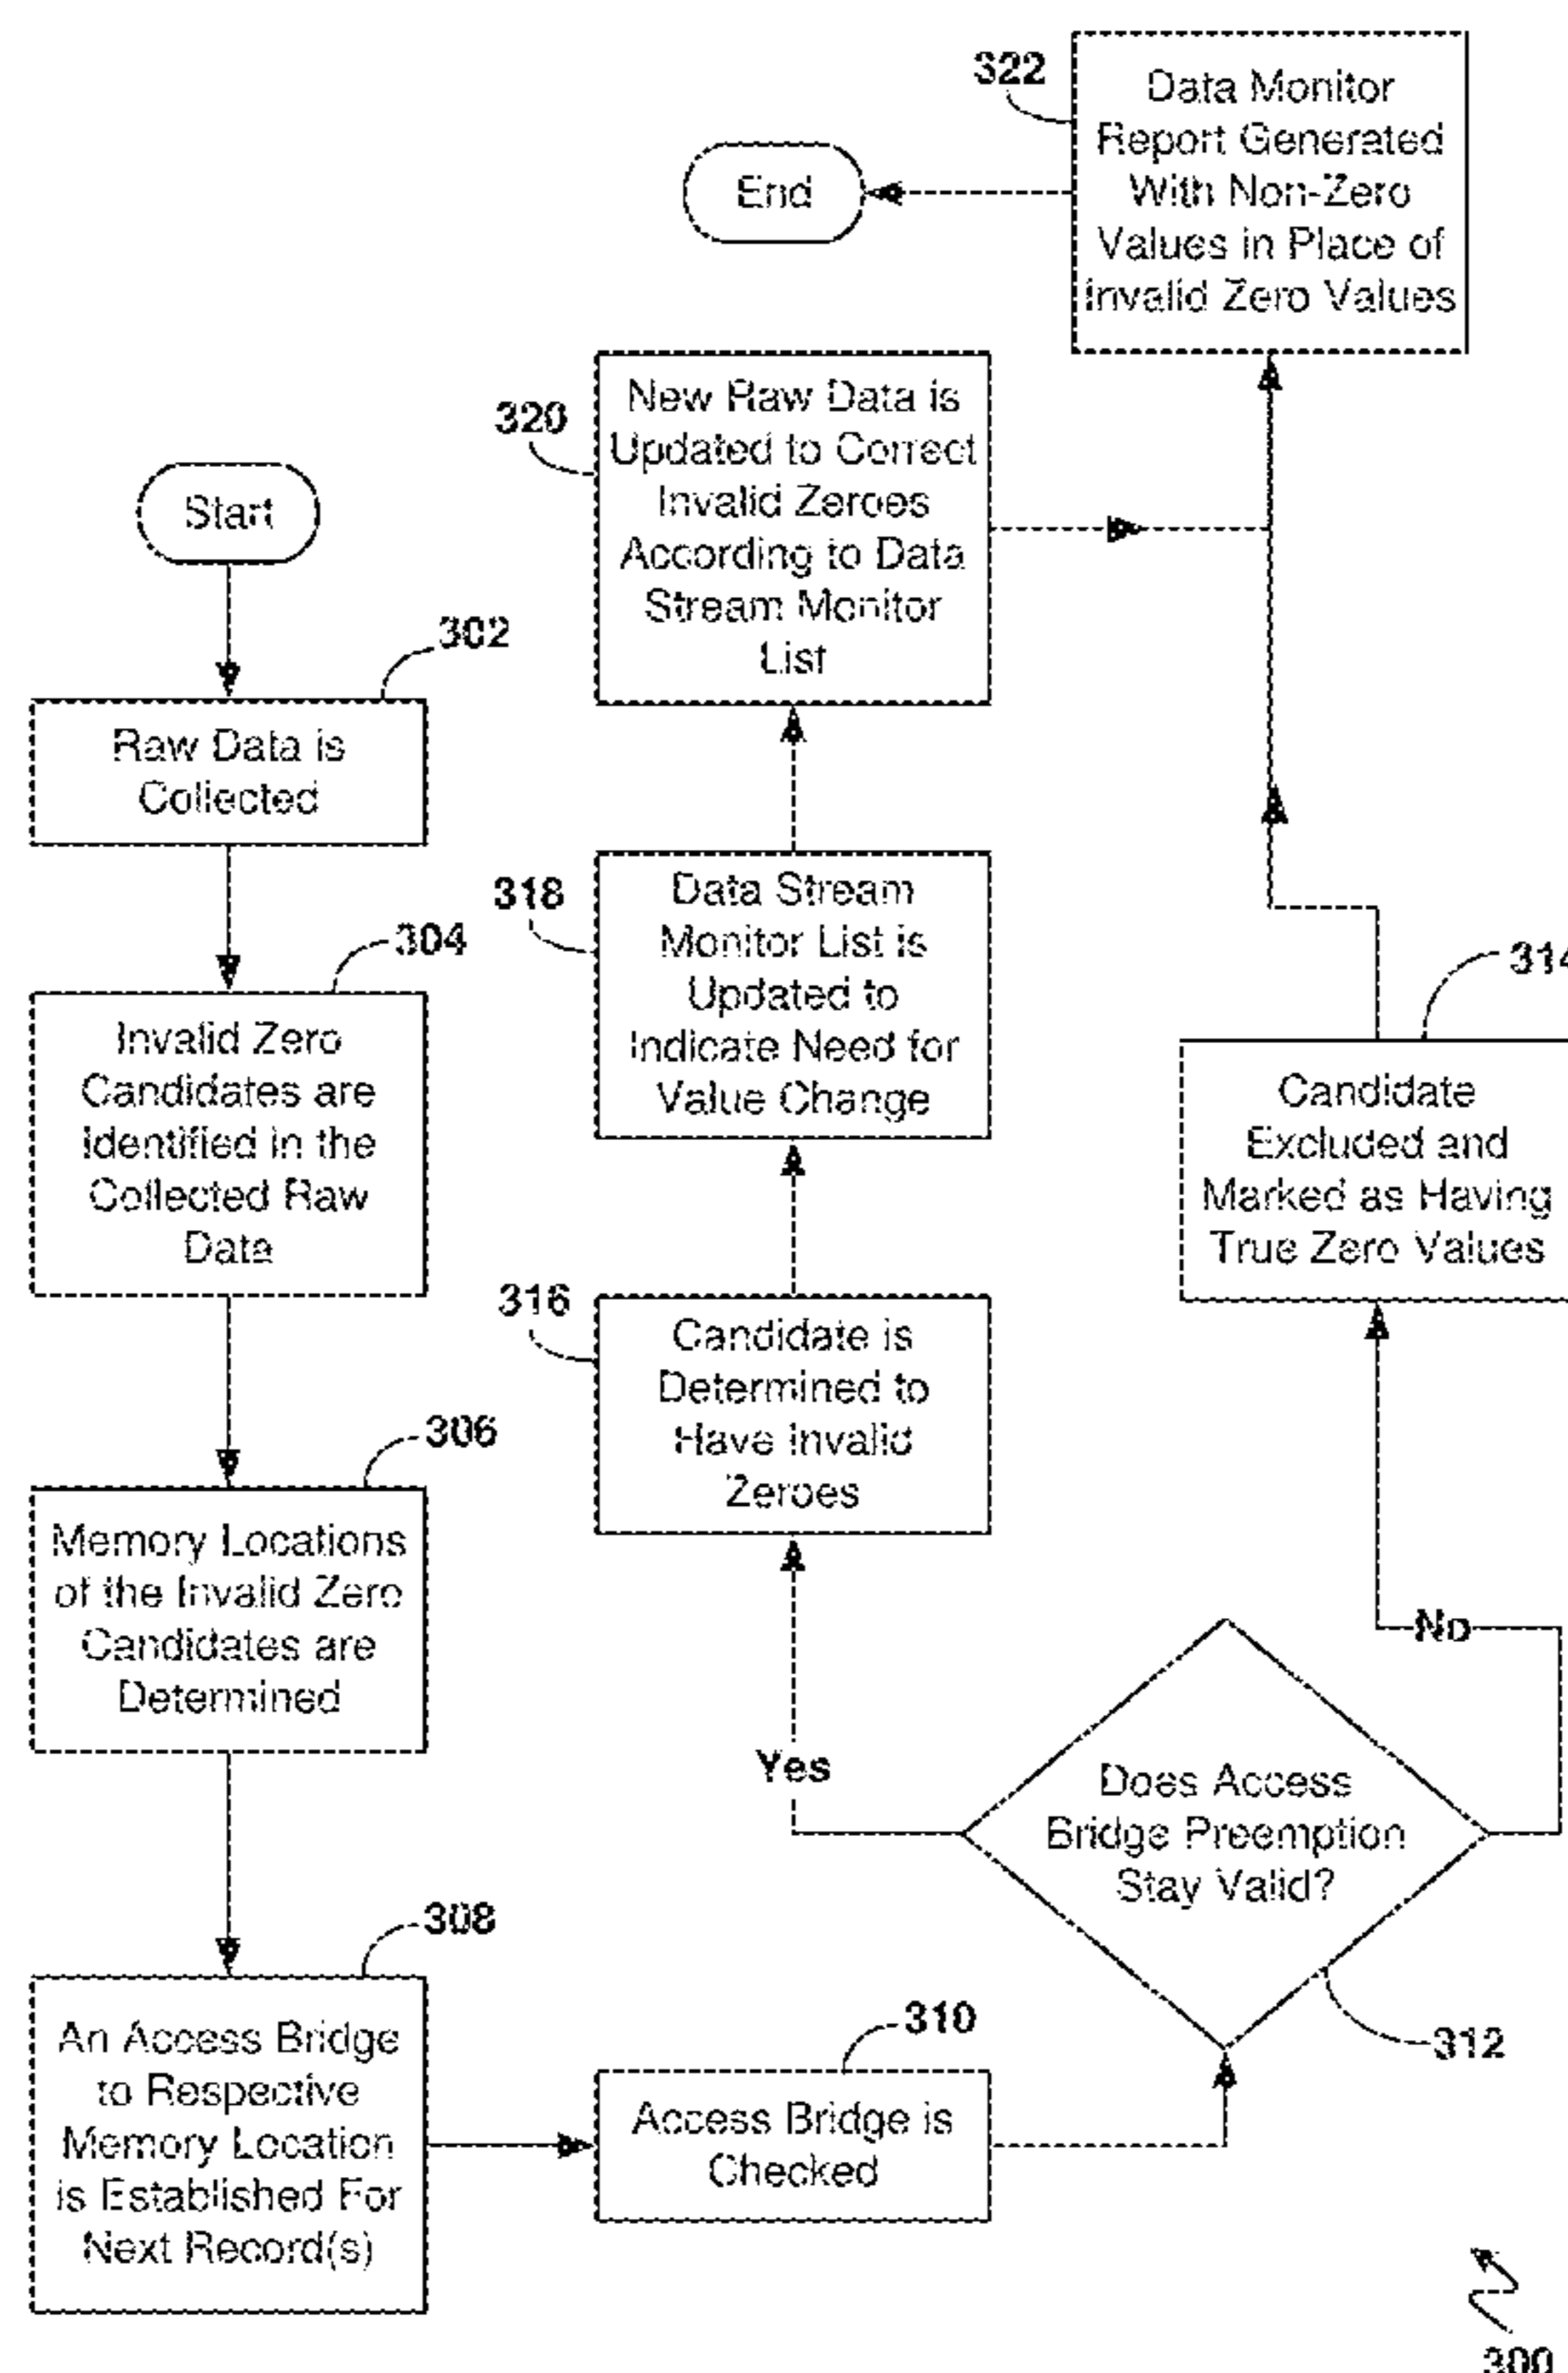 Start
302
Raw Data is
Collected
304
Invalid Zero
Candidates are
Identified in the
Collected Raw
Data
306
Memory Locations
of the Invalid Zero
Candidates are
Determined
308
An Access Bridge
to Respective
Memory Location
is Established For
Next Record(s)
310
Access Bridge is
Checked
312
Does Access
Bridge Preemption
Stay Valid?
Yes
No
314
Candidate
Excluded and
Marked as Having
True Zero Values
316
Candidate is
Determined to
Have Invalid
Zeroes
318
Data Stream
Monitor List is
Updated to
Indicate Need for
Value Change
320
New Raw Data is
Updated to Correct
Invalid Zeroes
According to Data
Stream Monitor
List
322
Data Monitor
Report Generated
With Non-Zero
Values in Place of
Invalid Zero Values
End
300